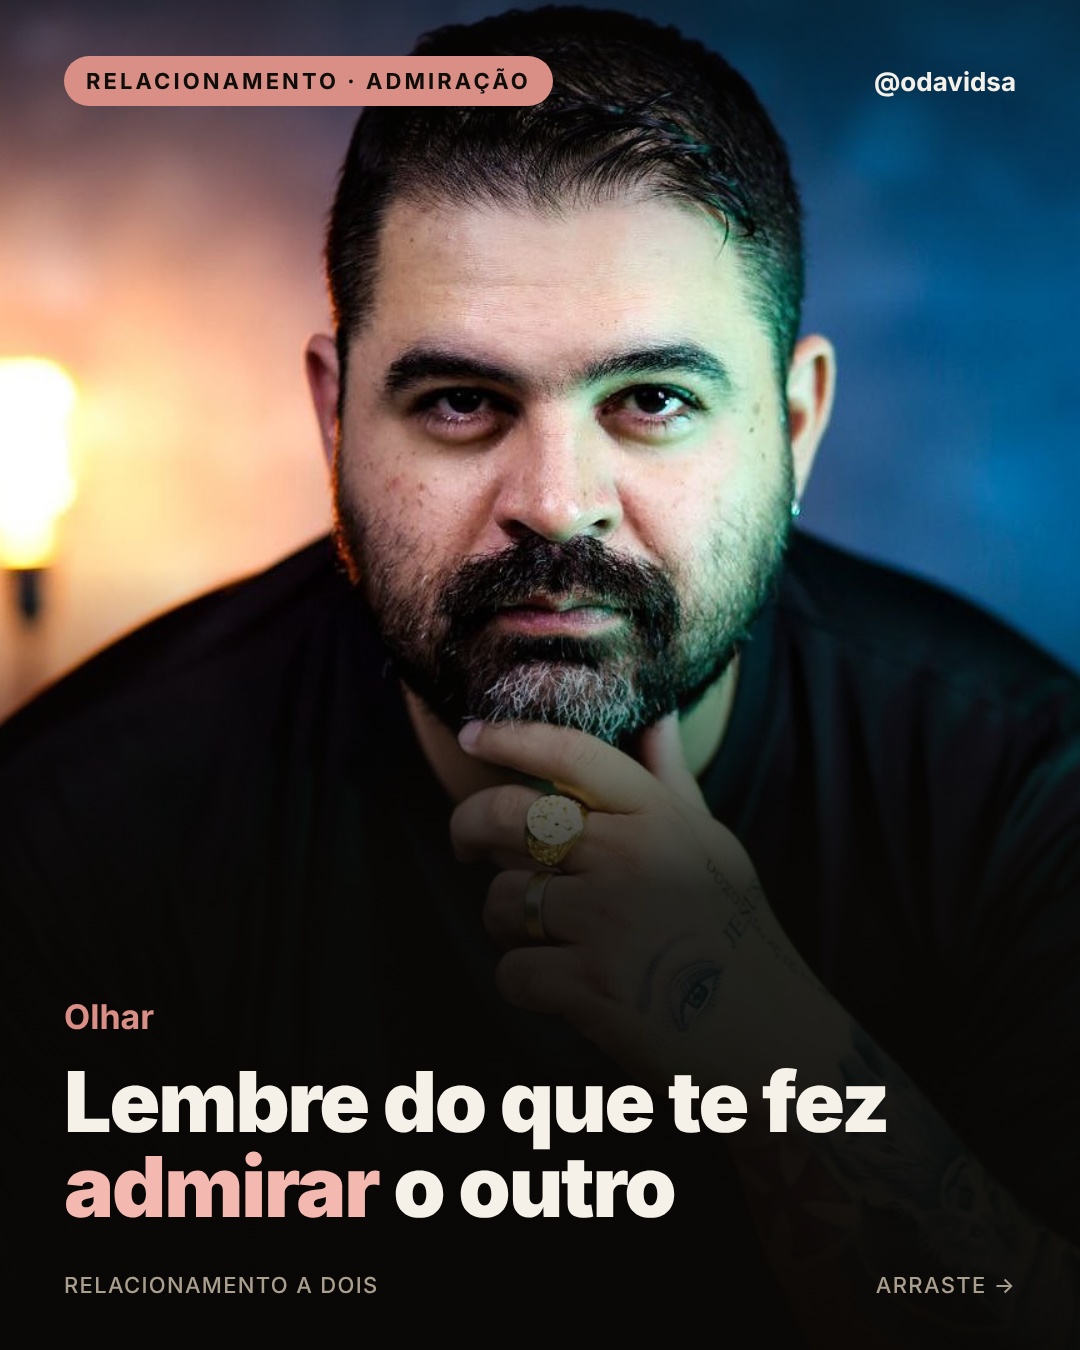 RELACIONAMENTO · ADMIRAÇÃO
@odavidsa
Olhar
Lembre do que te fez
admirar o outro
RELACIONAMENTO A DOIS
ARRASTE →